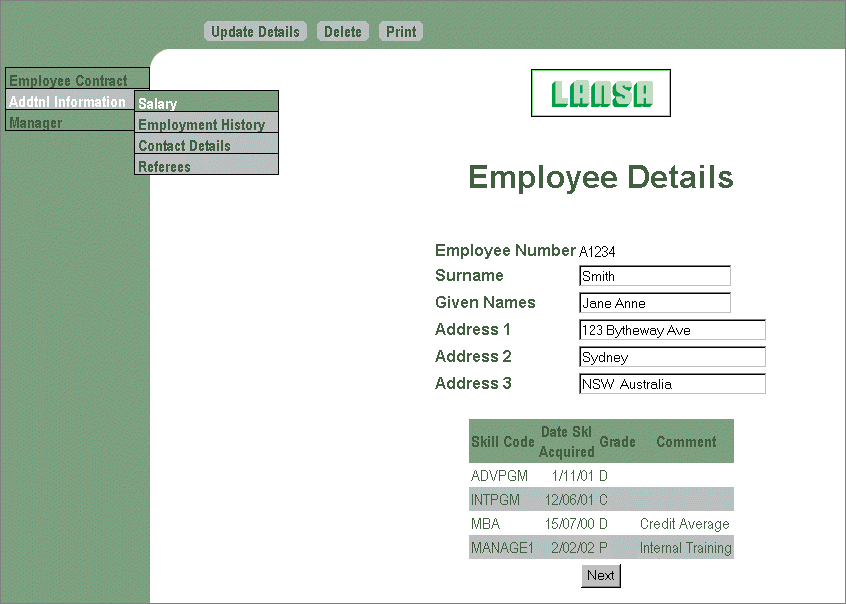 Update Details Delete Print
Employee Contract
Addtnl Information
Manager
Salary
Employment History
Contact Details
Referees
LANSA
Employee Details
Employee Number A1234
Surname Smith
Given Names Jane Anne
Address 1 123 Bytheway Ave
Address 2 Sydney
Address 3 NSW Australia
Skill Code Date Skl Acquired Grade Comment
ADVPGM 1/11/01 D
INTPGM 12/06/01 C
MBA 15/07/00 D Credit Average
MANAGE1 2/02/02 P Internal Training
Next